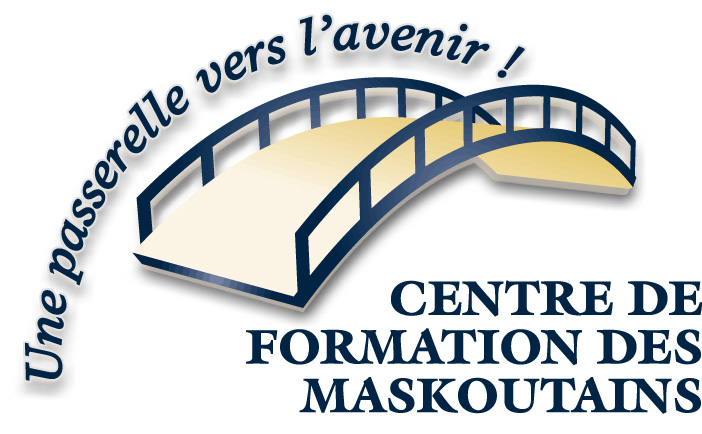 Une passerelle vers l'avenir !
CENTRE DE
FORMATION DES
MASKOUTAINS